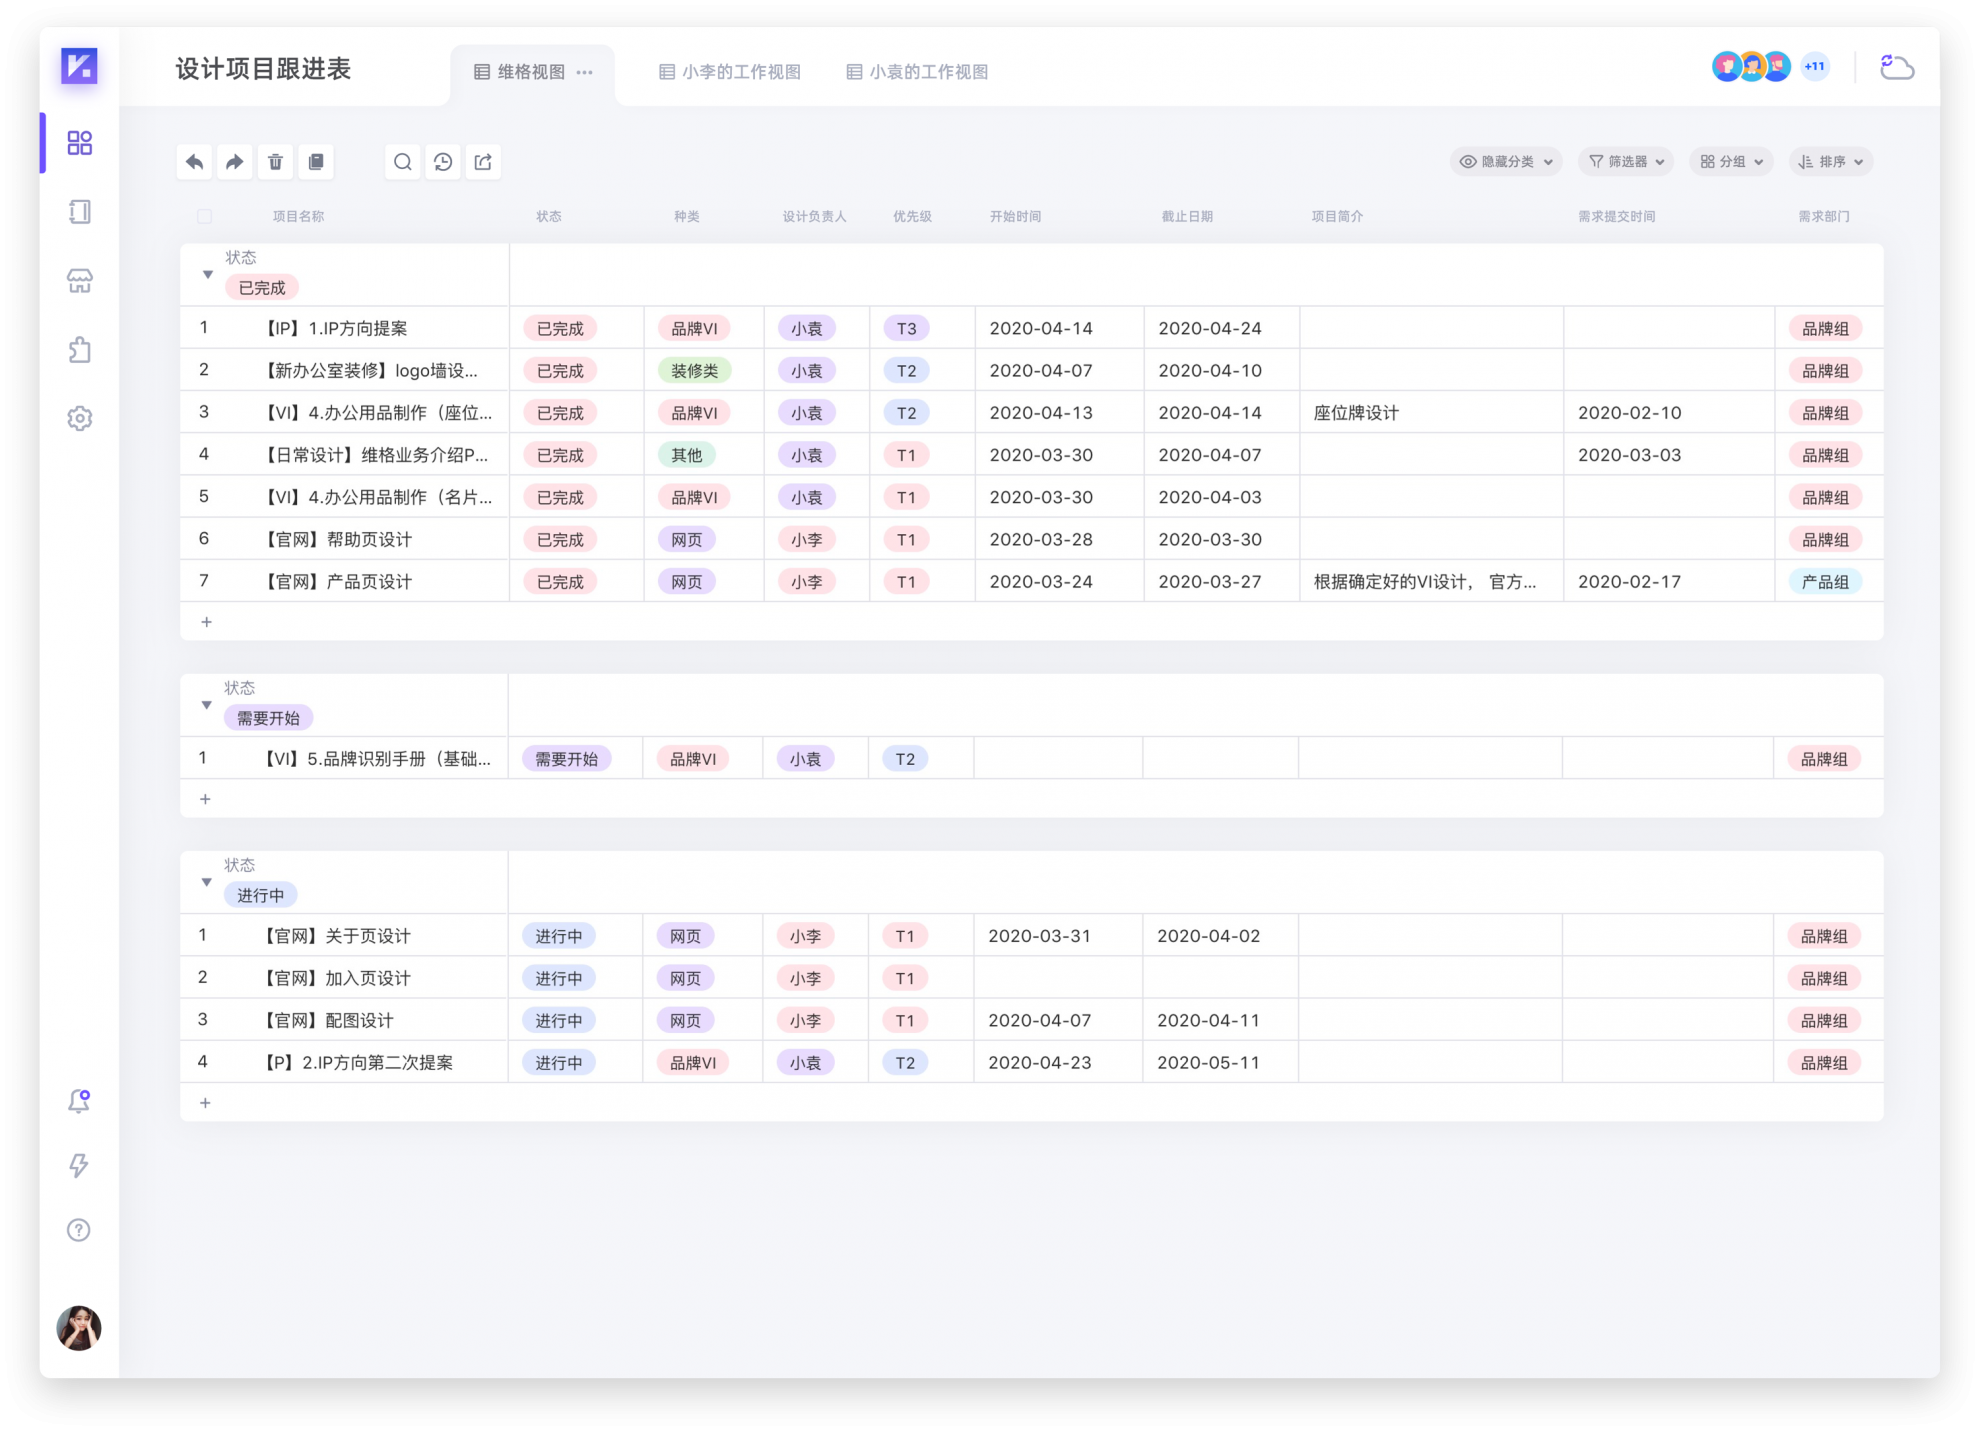 设计项目跟进表 维格视图 小李的工作视图 小袁的工作视图 +11
隐藏分类 筛选器 分组 排序
项目名称 状态 种类 设计负责人 优先级 开始时间 截止日期 项目简介 需求提交时间 需求部门
状态
已完成
1 【IP】1.IP方向提案 已完成 品牌VI 小袁 T3 2020-04-14 2020-04-24 品牌组
2 【新办公室装修】logo墙设... 已完成 装修类 小袁 T2 2020-04-07 2020-04-10 品牌组
3 【VI】4.办公用品制作（座位... 已完成 品牌VI 小袁 T2 2020-04-13 2020-04-14 座位牌设计 2020-02-10 品牌组
4 【日常设计】维格业务介绍P... 已完成 其他 小袁 T1 2020-03-30 2020-04-07 2020-03-03 品牌组
5 【VI】4.办公用品制作（名片... 已完成 品牌VI 小袁 T1 2020-03-30 2020-04-03 品牌组
6 【官网】帮助页设计 已完成 网页 小李 T1 2020-03-28 2020-03-30 品牌组
7 【官网】产品页设计 已完成 网页 小李 T1 2020-03-24 2020-03-27 根据确定好的VI设计， 官方... 2020-02-17 产品组
+
状态
需要开始
1 【VI】5.品牌识别手册（基础... 需要开始 品牌VI 小袁 T2 品牌组
+
状态
进行中
1 【官网】关于页设计 进行中 网页 小李 T1 2020-03-31 2020-04-02 品牌组
2 【官网】加入页设计 进行中 网页 小李 T1 品牌组
3 【官网】配图设计 进行中 网页 小李 T1 2020-04-07 2020-04-11 品牌组
4 【P】2.IP方向第二次提案 进行中 品牌VI 小袁 T2 2020-04-23 2020-05-11 品牌组
+